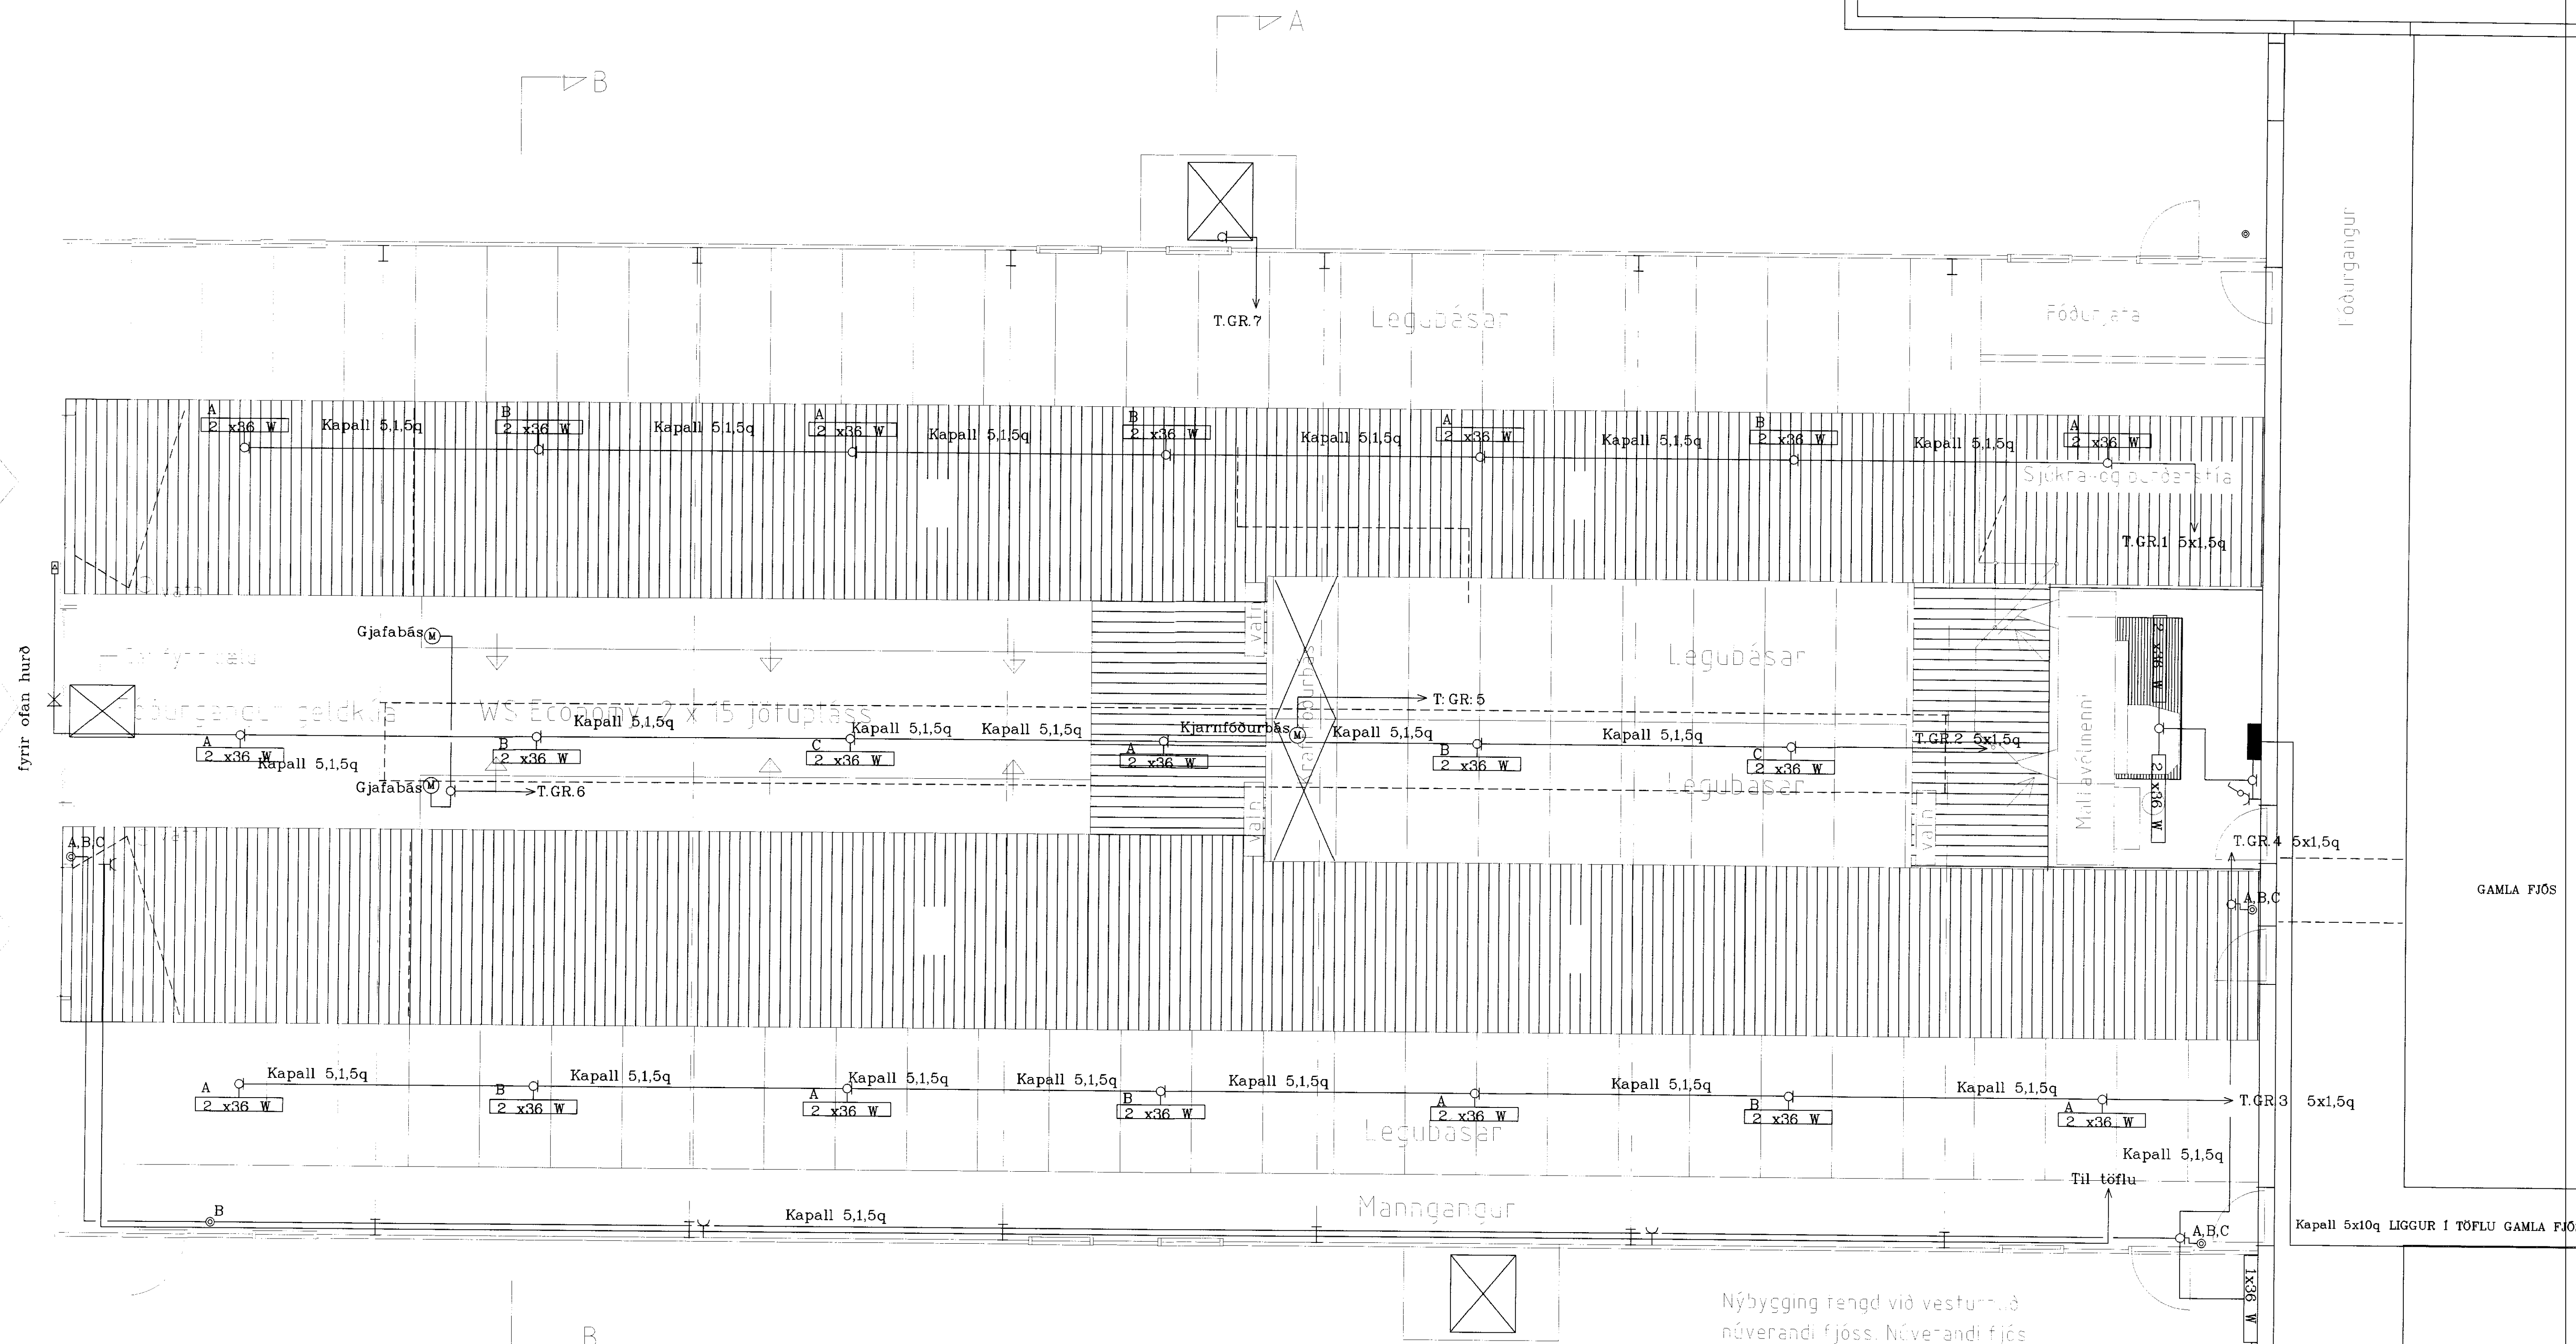 A
B
T.GR.7
Legubásar
Fóðurgangur
A B A B A B A
2 x36 W 2 x36 W 2 x36 W 2 x36 W 2 x36 W 2 x36 W 2 x36 W
Kapall 5,1,5q Kapall 5,1,5q Kapall 5,1,5q Kapall 5,1,5q Kapall 5,1,5q Kapall 5,1,5q
T.GR.1 5x1,5q
fyrir ofan hurð
Gjafabás M
Legubásar
2 x36 W
WS Economy 2 x 15 jötupláss
T.GR.5
Kapall 5,1,5q Kapall 5,1,5q Kapall 5,1,5q Kjarnfóðurbás M Kapall 5,1,5q Kapall 5,1,5q T.GR.2 5x1,5q
A B C A B C
2 x36 W 2 x36 W 2 x36 W 2 x36 W 2 x36 W 2 x36 W
Kapall 5,1,5q
Gjafabás M T.GR.6
Legubásar
2 x36 W
vatn
A,B,C
T.GR.4 5x1,5q
GAMLA FJÓS
A,B,C
Kapall 5,1,5q Kapall 5,1,5q Kapall 5,1,5q Kapall 5,1,5q Kapall 5,1,5q Kapall 5,1,5q Kapall 5,1,5q
A B A B A B A
2 x36 W 2 x36 W 2 x36 W 2 x36 W 2 x36 W 2 x36 W 2 x36 W
T.GR.3 5x1,5q
Legubásar
Kapall 5,1,5q
Til töflu
Manngangur
B
Kapall 5,1,5q
A,B,C
Kapall 5x10q LIGGUR Í TÖFLU GAMLA
1x36 W
Nýbygging tengd við
núverandi fjóss. Núverandi fjós
B